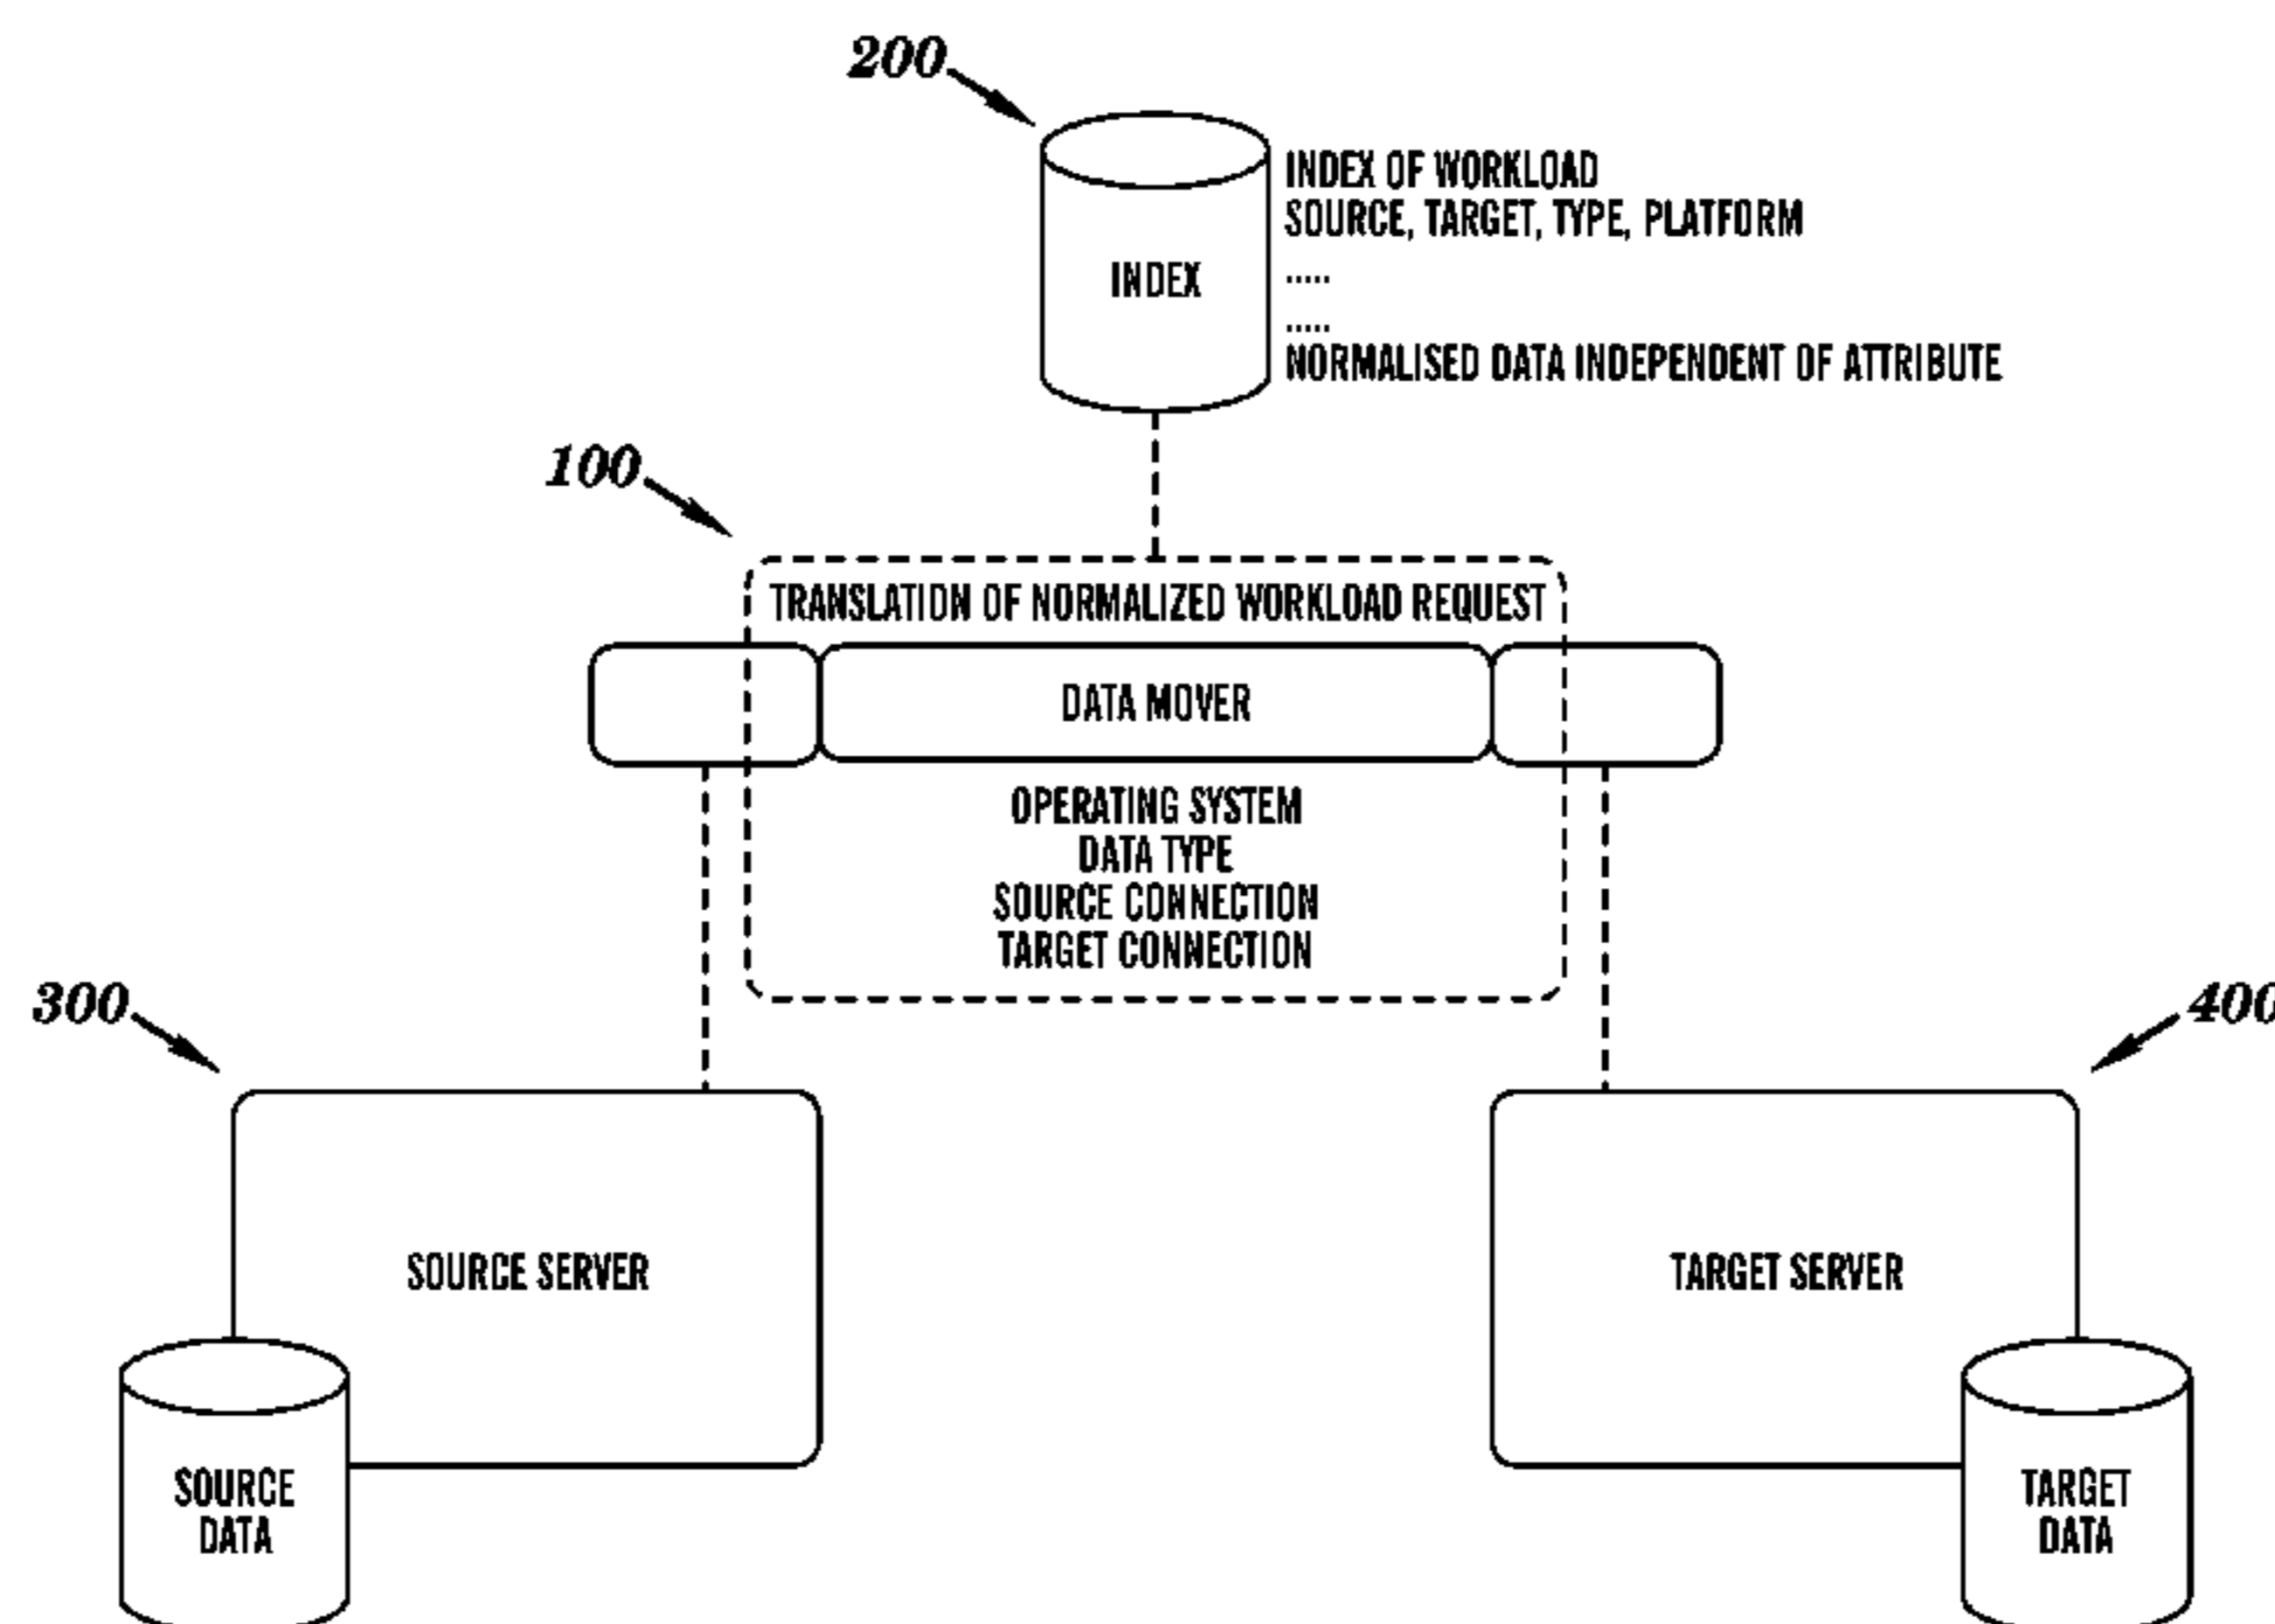 200
INDEX OF WORKLOAD
SOURCE, TARGET, TYPE, PLATFORM
INDEX
.....
.....
NORMALISED DATA INDEPENDENT OF ATTRIBUTE
100
TRANSLATION OF NORMALIZED WORKLOAD REQUEST
DATA MOVER
OPERATING SYSTEM
DATA TYPE
SOURCE CONNECTION
TARGET CONNECTION
300
400
SOURCE SERVER
TARGET SERVER
SOURCE
DATA
TARGET
DATA